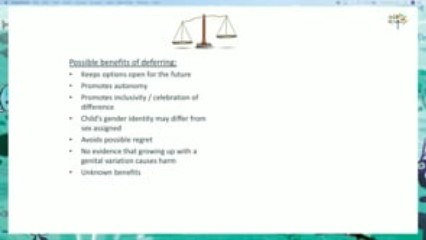 Possible benefits of deferring:
• Keeps options open for the future
• Promotes autonomy
• Promotes inclusivity / celebration of
difference
• Child's gender identity may differ from
sex assigned
• Avoids possible regret
• No evidence that growing up with a
genital variation causes harm
• Unknown benefits